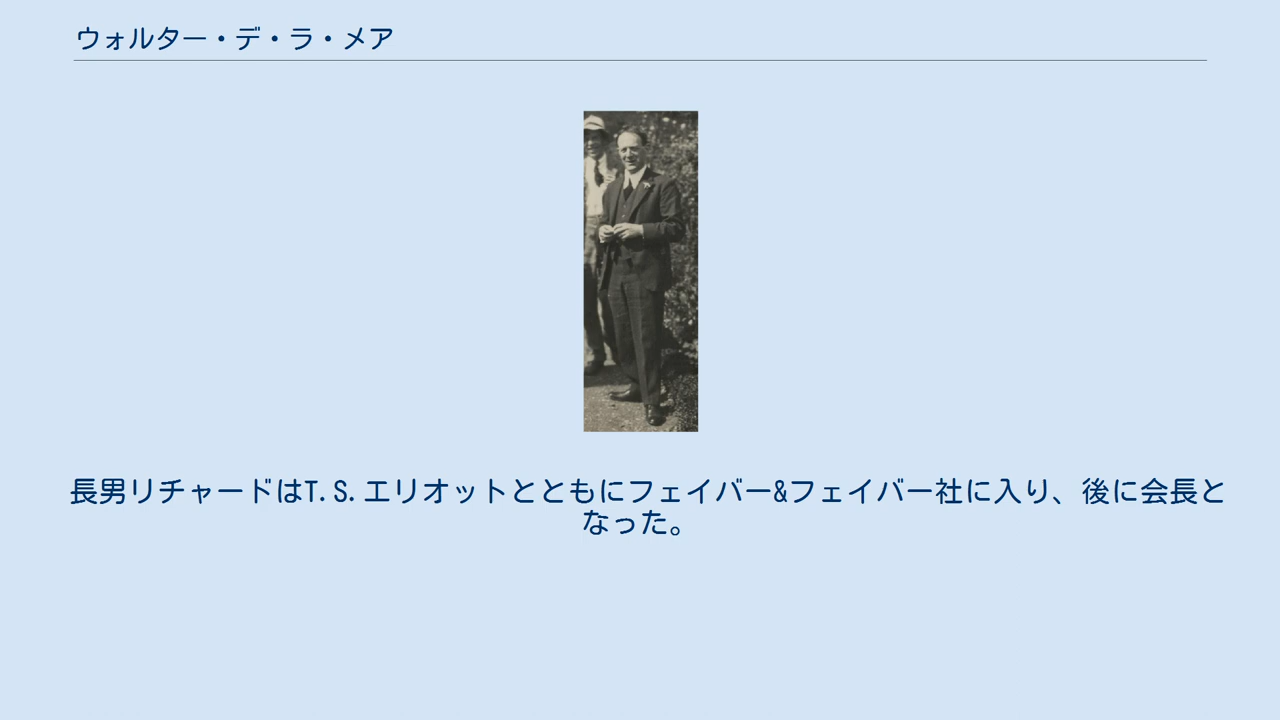 ウォルター・デ・ラ・メア
長男リチャードはT.S.エリオットとともにフェイバー&フェイバー社に入り、後に会長と
なった。